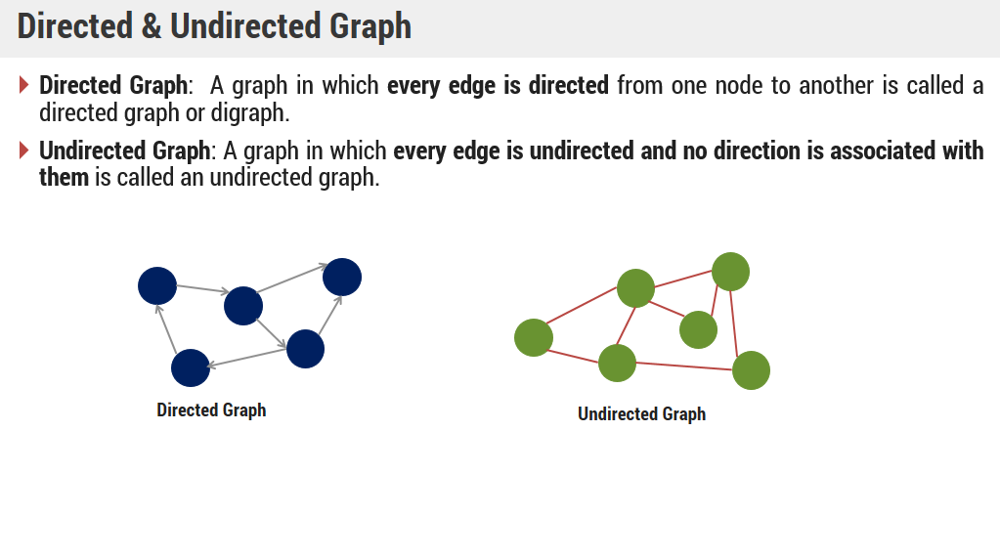 Directed & Undirected Graph
Directed Graph: A graph in which every edge is directed from one node to another is called a
directed graph or digraph.
Undirected Graph: A graph in which every edge is undirected and no direction is associated with
them is called an undirected graph.
Directed Graph
Undirected Graph